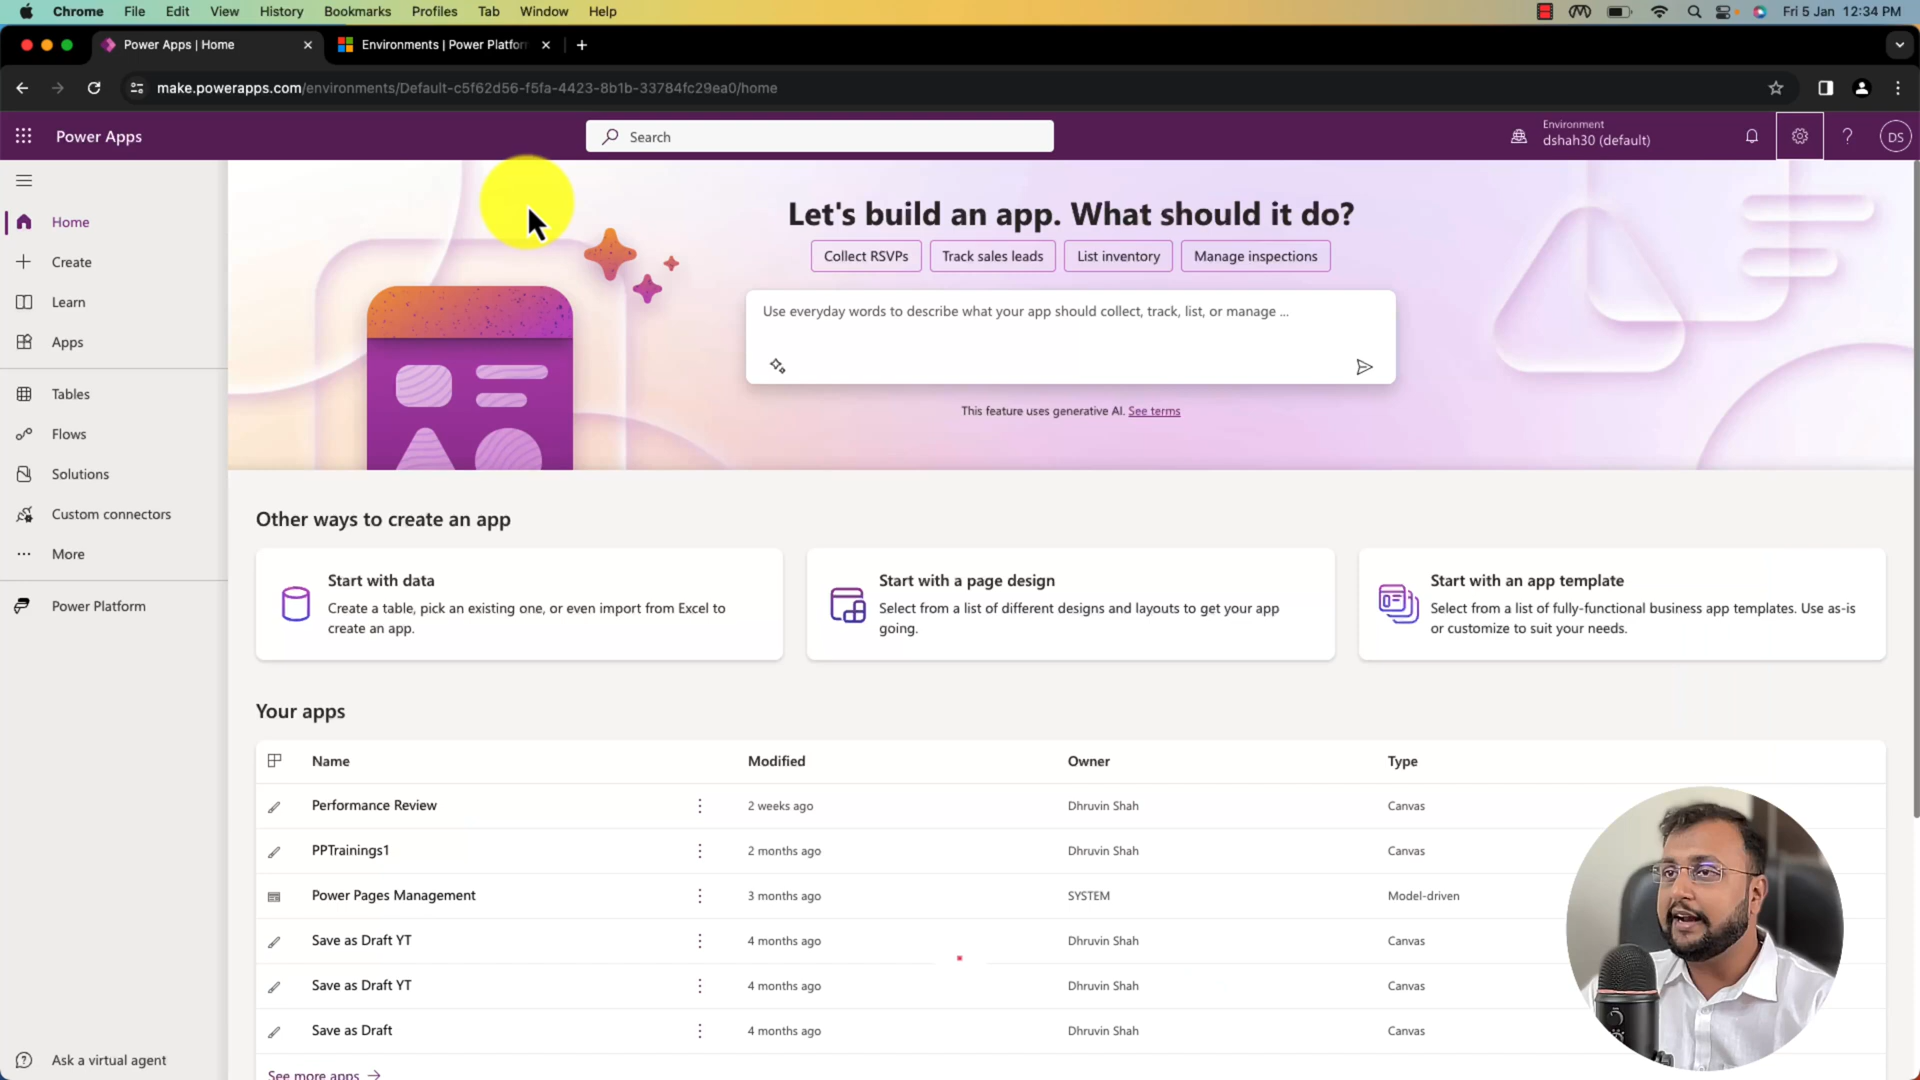 Chrome File Edit View History Bookmarks Profiles Tab Window Help Fri 5 Jan 12:34 PM
Power Apps | Home Environments | Power Platfor
make.powerapps.com/environments/Default-c5f62d56-f5fa-4423-8b1b-33784fc29ea0/home
Power Apps
Search
Environment
dshah30 (default)
?
DS
Home
Create
Learn
Apps
Tables
Flows
Solutions
Custom connectors
More
Power Platform
Ask a virtual agent
Let's build an app. What should it do?
Collect RSVPs Track sales leads List inventory Manage inspections
Use everyday words to describe what your app should collect, track, list, or manage ...
This feature uses generative AI. See terms
Other ways to create an app
Start with data
Create a table, pick an existing one, or even import from Excel to
create an app.
Start with a page design
Select from a list of different designs and layouts to get your app
going.
Start with an app template
Select from a list of fully-functional business app templates. Use as-is
or customize to suit your needs.
Your apps
Name Modified Owner Type
Performance Review 2 weeks ago Dhruvin Shah Canvas
PPTrainings1 2 months ago Dhruvin Shah Canvas
Power Pages Management 3 months ago SYSTEM Model-driven
Save as Draft YT 4 months ago Dhruvin Shah Canvas
Save as Draft YT 4 months ago Dhruvin Shah Canvas
Save as Draft 4 months ago Dhruvin Shah Canvas
See more apps